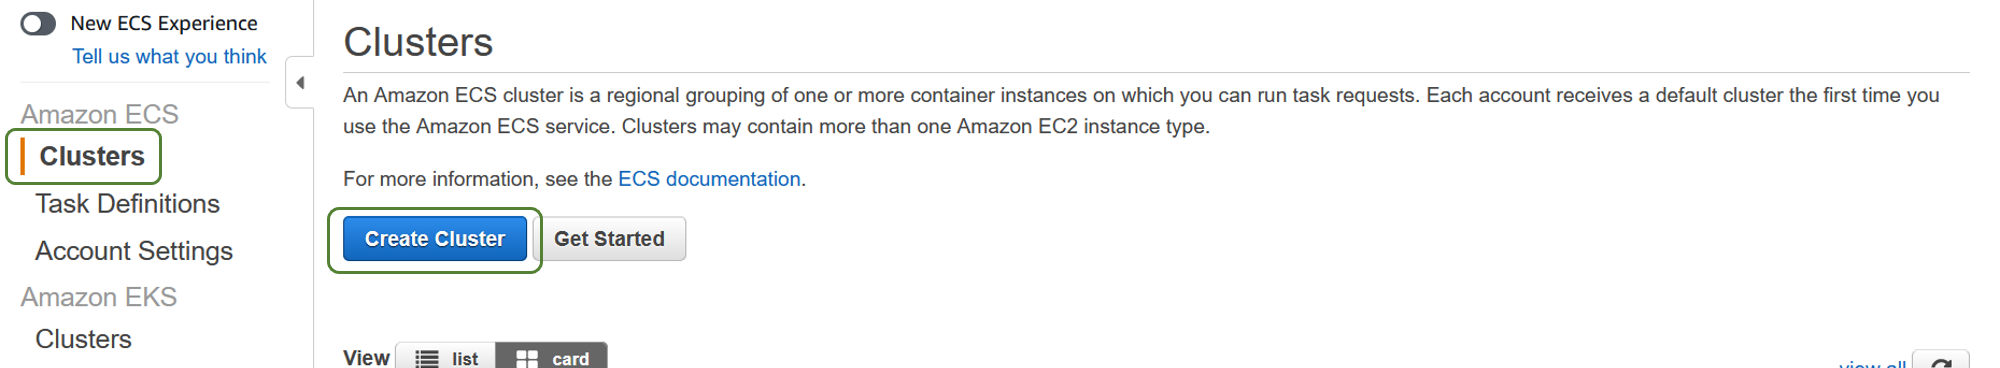 New ECS Experience
Tell us what you think
Amazon ECS
Clusters
Task Definitions
Account Settings
Amazon EKS
Clusters
Clusters
An Amazon ECS cluster is a regional grouping of one or more container instances on which you can run task requests. Each account receives a default cluster the first time you
use the Amazon ECS service. Clusters may contain more than one Amazon EC2 instance type.
For more information, see the ECS documentation.
Create Cluster Get Started
View list card view all